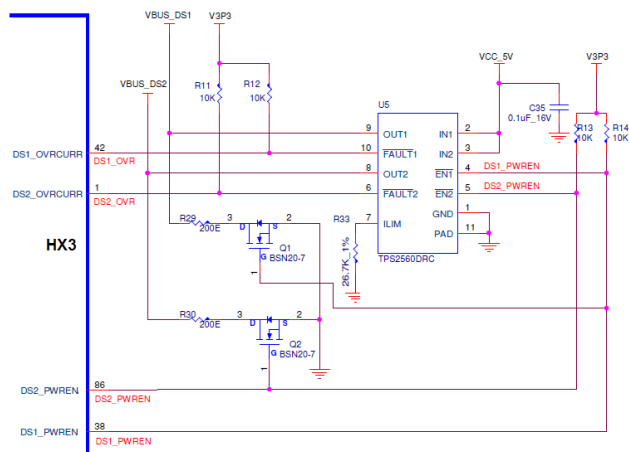 VBUS_DS1 V3P3
VCC_5V V3P3
VBUS_DS2
R11 10K
R12 10K
C35
0.1uF_16V
R13 10K
R14 10K
U5
9 OUT1 IN1 2
10 FAULT1 IN2 3
8 OUT2 EN1 4
6 FAULT2 EN2 5
7 ILIM GND 1
PAD 11
TPS2560DRC
DS1_PWREN
DS2_PWREN
DS1_OVRCURR 42
DS1_OVR
DS2_OVRCURR 1
DS2_OVR
HX3
R29 200E
3 D S 2
G 1
Q1
BSN20-7
R33
26.7K_1%
R30 200E
3 D S 2
G 1
Q2
BSN20-7
DS2_PWREN 86
DS2_PWREN
DS1_PWREN 38
DS1_PWREN